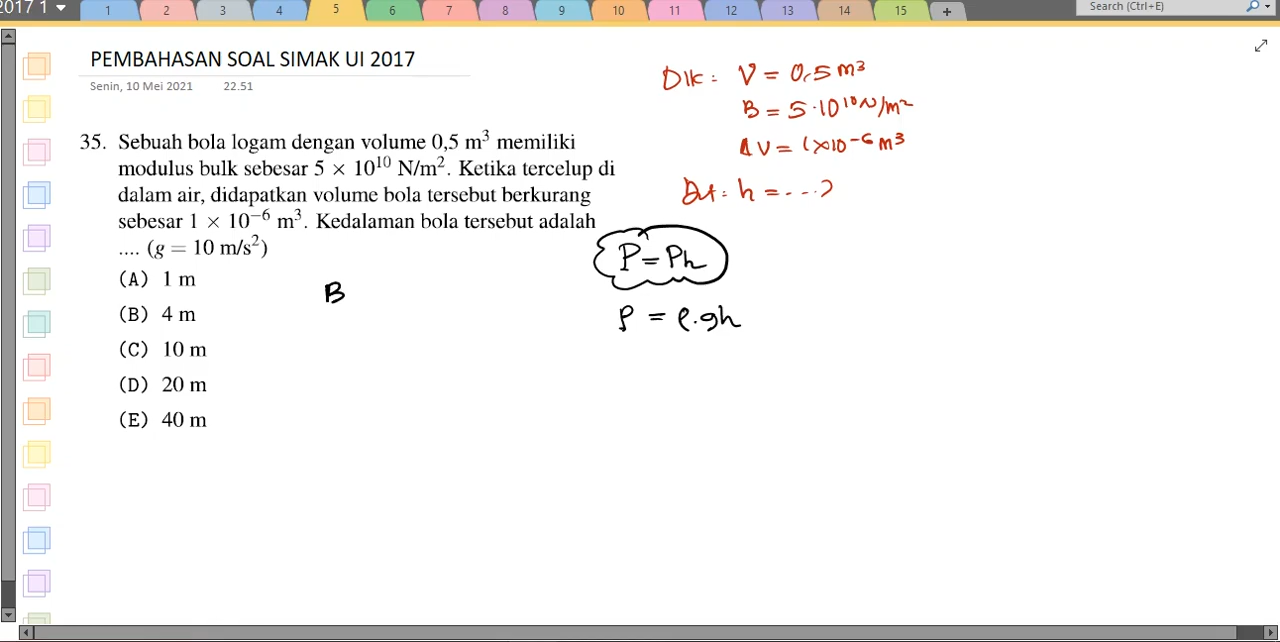 2017 1
1 2 3 4 5 6 7 8 9 10 11 12 13 14 15 +
Search (Ctrl+E)
PEMBAHASAN SOAL SIMAK UI 2017
Senin, 10 Mei 2021 22.51
35. Sebuah bola logam dengan volume 0,5 m³ memiliki
modulus bulk sebesar 5 × 10¹⁰ N/m². Ketika tercelup di
dalam air, didapatkan volume bola tersebut berkurang
sebesar 1 × 10⁻⁶ m³. Kedalaman bola tersebut adalah
.... (g = 10 m/s²)
(A) 1 m
(B) 4 m
(C) 10 m
(D) 20 m
(E) 40 m
B
Dik : V = 0,5 m³
B = 5·10¹⁰ N/m²
ΔV = 1×10⁻⁶ m³
Dit : h = ...?
P = Ph
P = ρ.gh